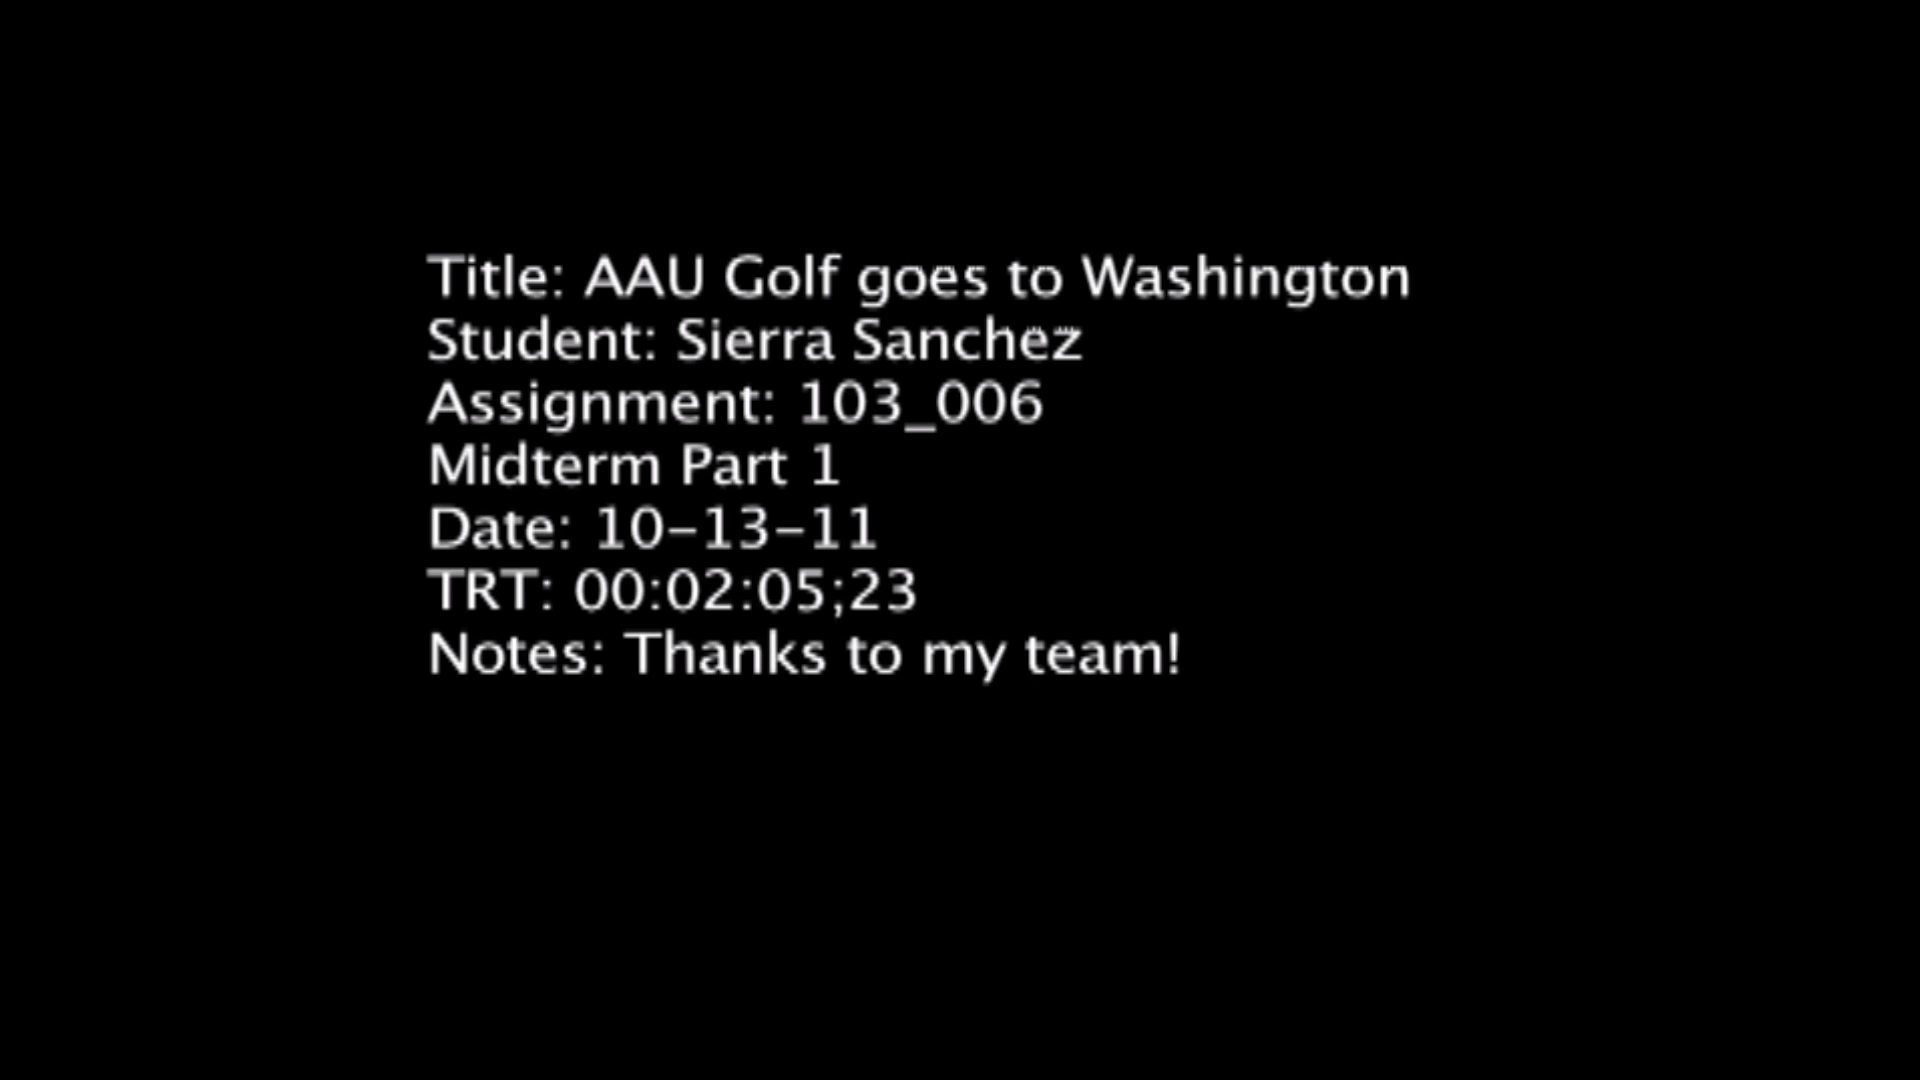 Title: AAU Golf goes to Washington
Student: Sierra Sanchez
Assignment: 103_006
Midterm Part 1
Date: 10-13-11
TRT: 00:02:05;23
Notes: Thanks to my team!